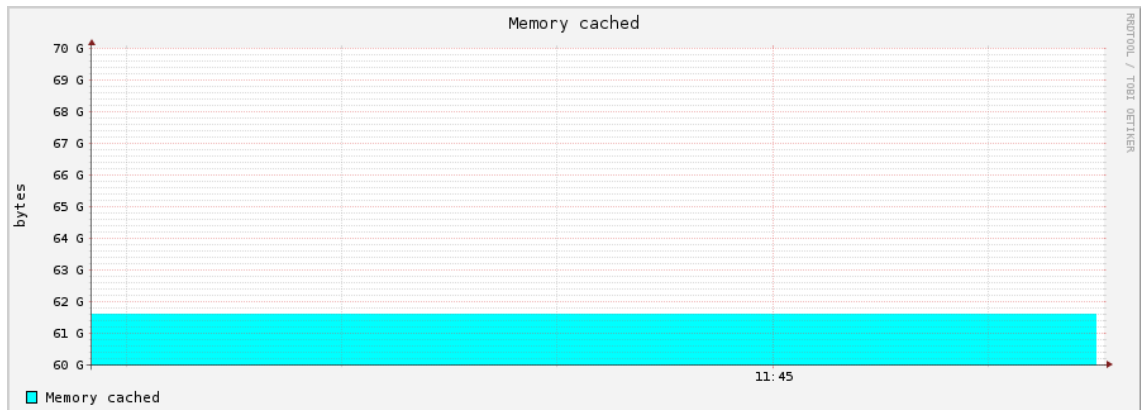 Memory cached
RRDTOOL / TOBI OETIKER
bytes
70 G
69 G
68 G
67 G
66 G
65 G
64 G
63 G
62 G
61 G
60 G
11:45
Memory cached